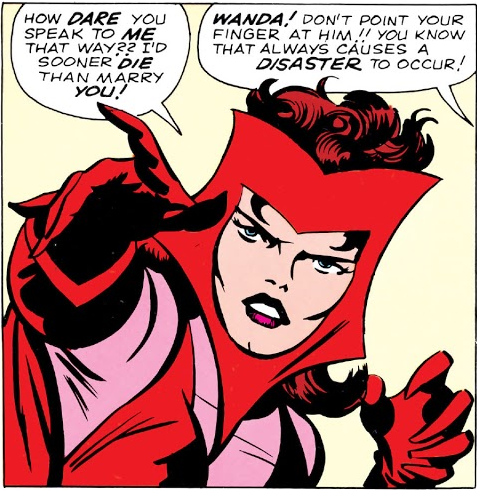 HOW DARE YOU
SPEAK TO ME
THAT WAY?? I'D
SOONER DIE
THAN MARRY
YOU!
WANDA! DON'T POINT YOUR
FINGER AT HIM!! YOU KNOW
THAT ALWAYS CAUSES A
DISASTER TO OCCUR!